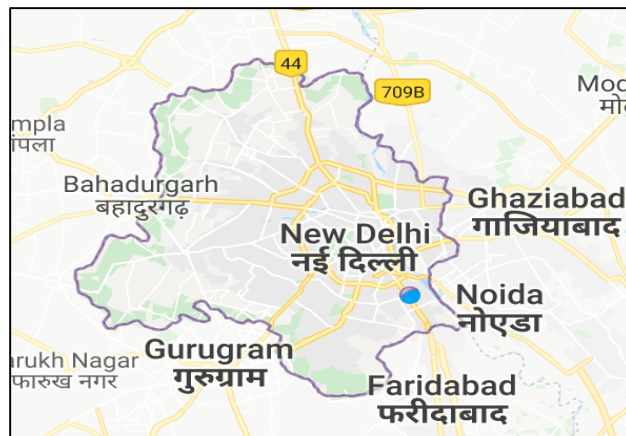 44
709B
Mod
मो
mpla
ांपला
Bahadurgarh
बहादुरगढ़
Ghaziabad
गाजियाबाद
New Delhi
नई दिल्ली
Noida
नोएडा
Gurugram
गुरुग्राम
arukh Nagar
फारुख नगर
Faridabad
फरीदाबाद